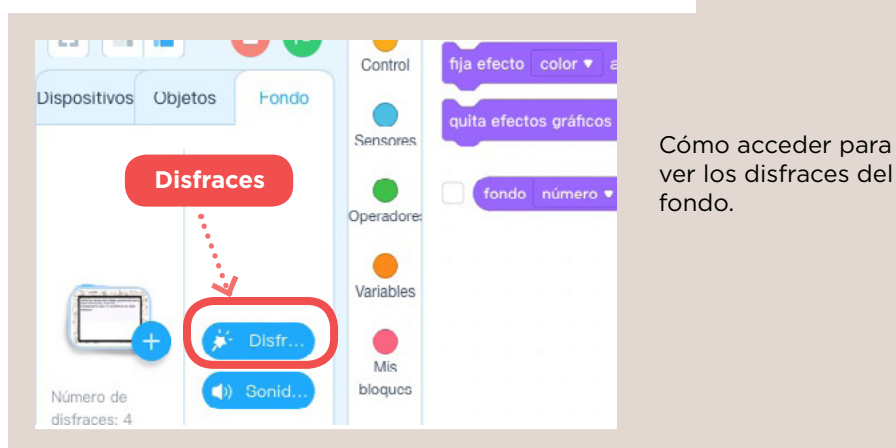 Dispositivos
Objetos
Fondo
Disfraces
Disfr...
Sonid...
Número de
disfraces: 4
Control
Sensores
Operadores
Variables
Mis
bloques
fija efecto color a
quita efectos gráficos
fondo número
Cómo acceder para
ver los disfraces del
fondo.